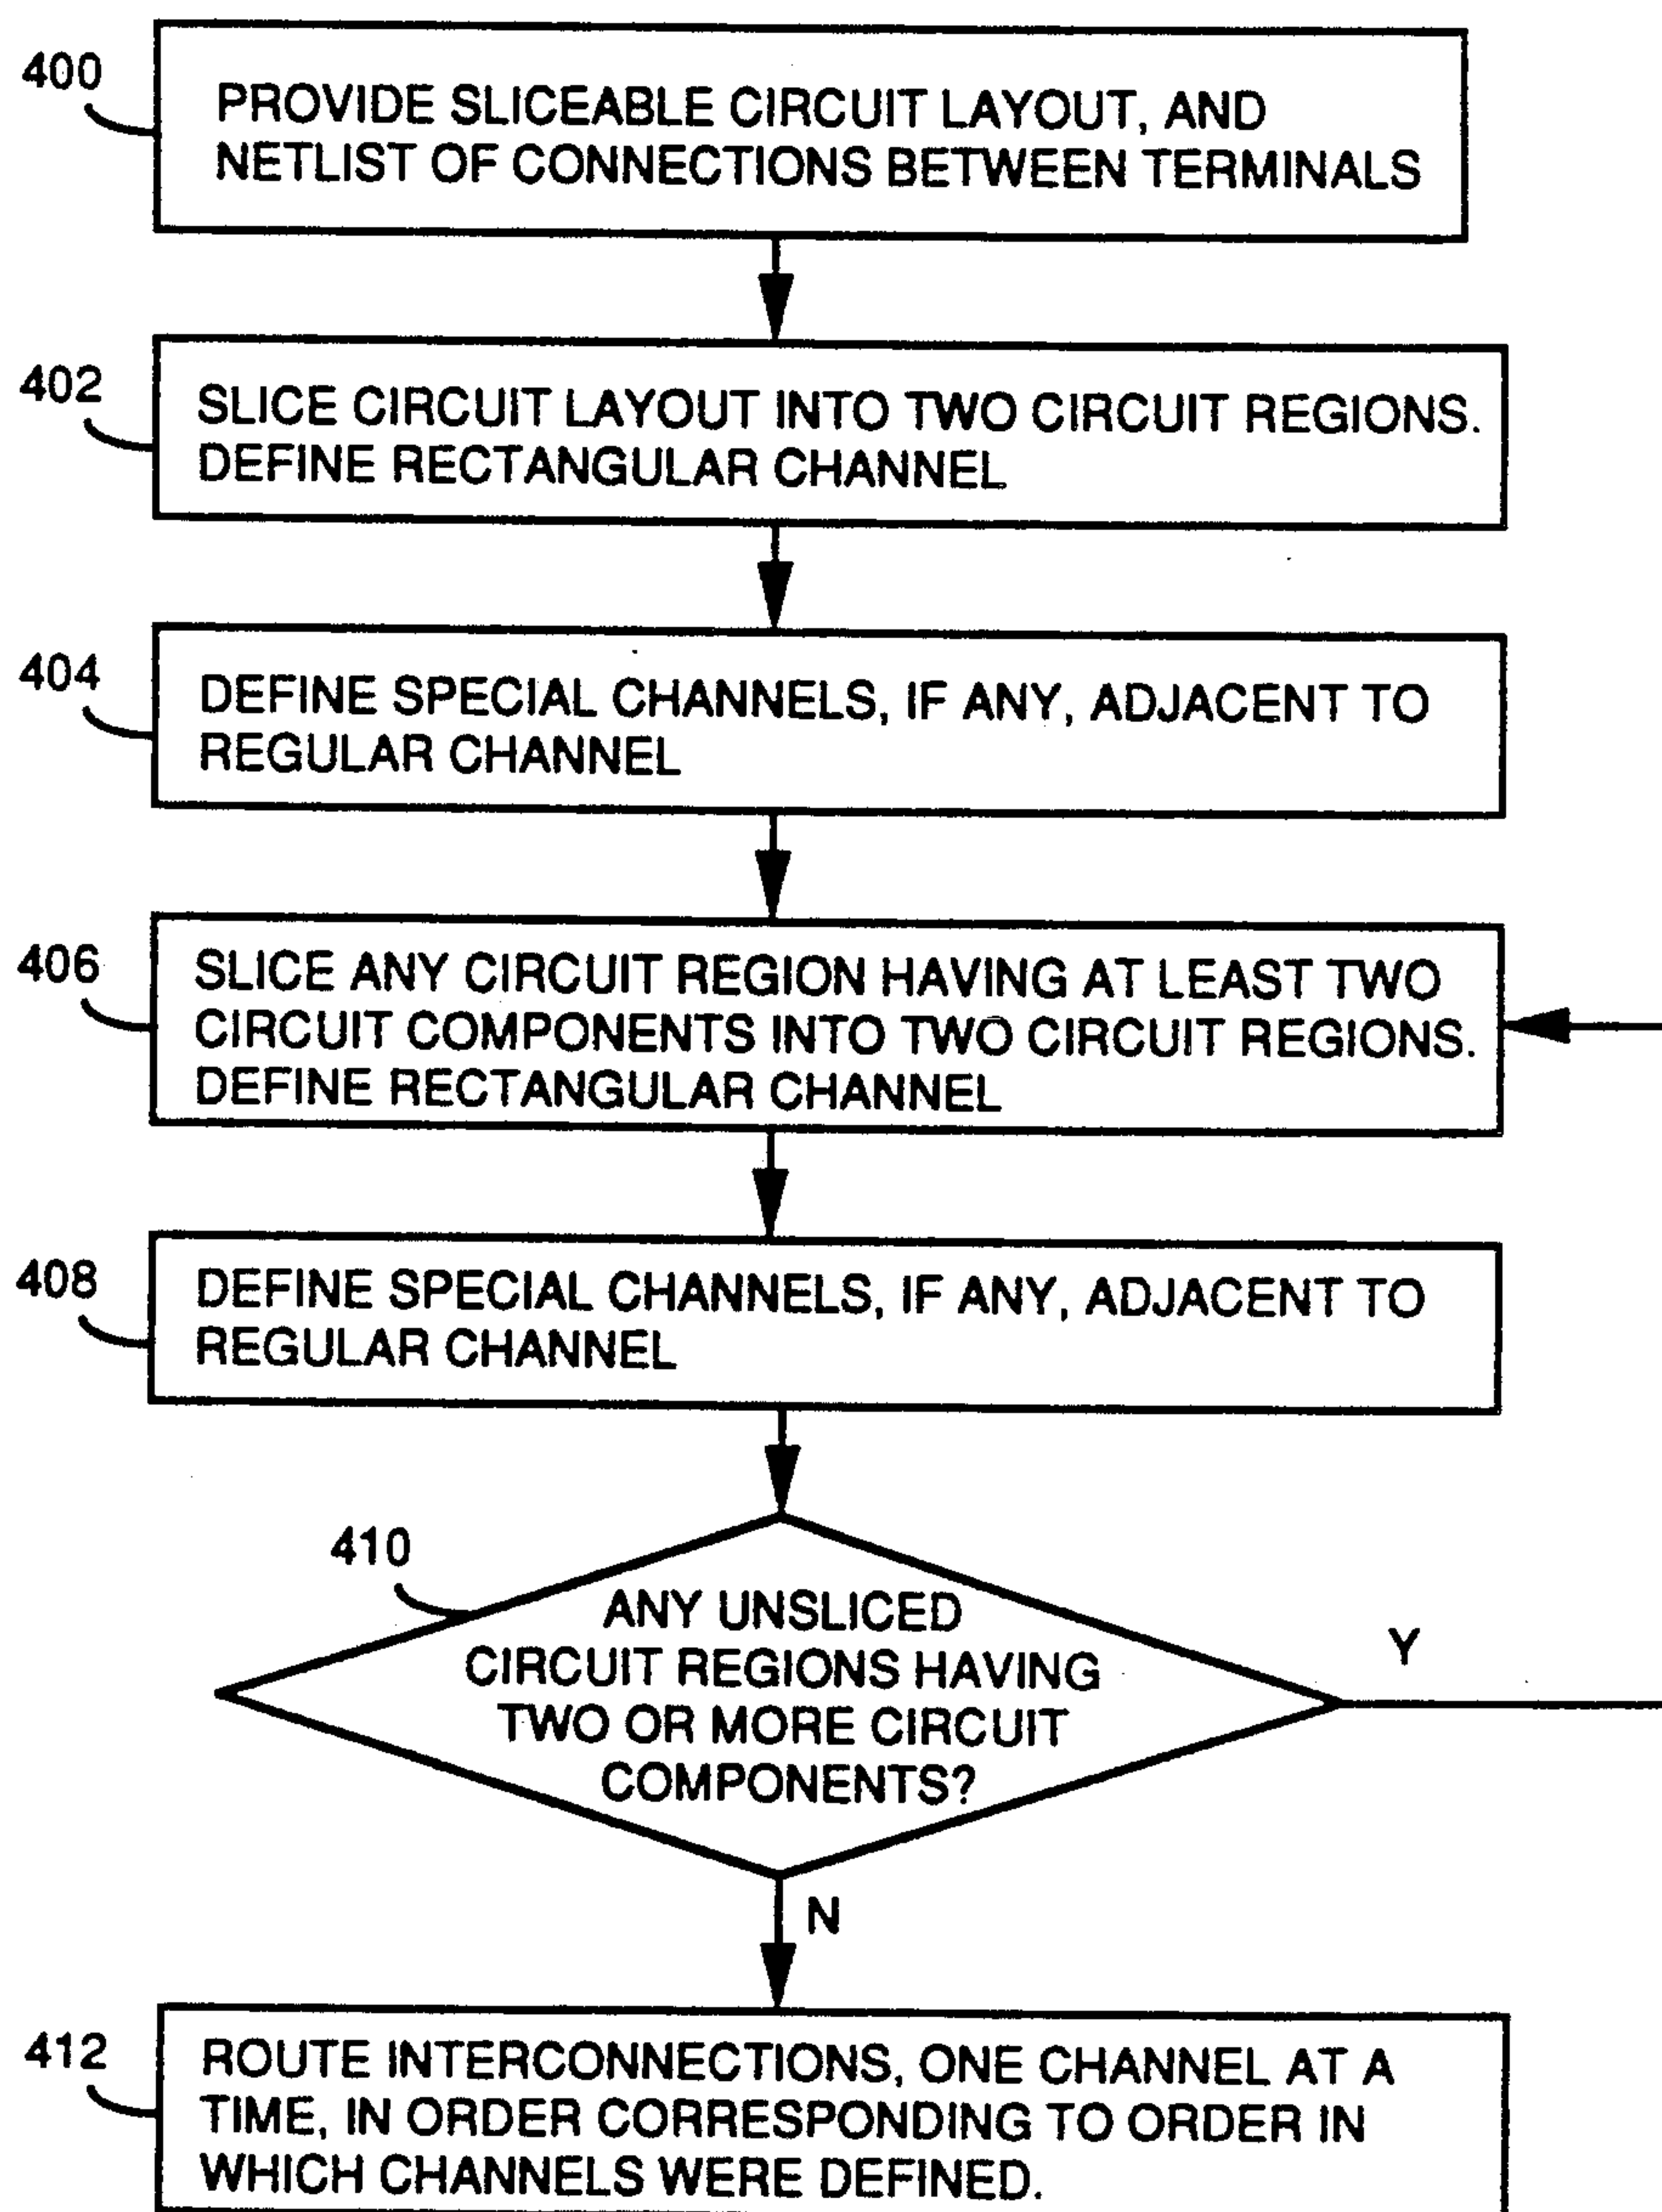 400
PROVIDE SLICEABLE CIRCUIT LAYOUT, AND
NETLIST OF CONNECTIONS BETWEEN TERMINALS
402
SLICE CIRCUIT LAYOUT INTO TWO CIRCUIT REGIONS.
DEFINE RECTANGULAR CHANNEL
404
DEFINE SPECIAL CHANNELS, IF ANY, ADJACENT TO
REGULAR CHANNEL
406
SLICE ANY CIRCUIT REGION HAVING AT LEAST TWO
CIRCUIT COMPONENTS INTO TWO CIRCUIT REGIONS.
DEFINE RECTANGULAR CHANNEL
408
DEFINE SPECIAL CHANNELS, IF ANY, ADJACENT TO
REGULAR CHANNEL
410
ANY UNSLICED
CIRCUIT REGIONS HAVING
TWO OR MORE CIRCUIT
COMPONENTS?
Y
N
412
ROUTE INTERCONNECTIONS, ONE CHANNEL AT A
TIME, IN ORDER CORRESPONDING TO ORDER IN
WHICH CHANNELS WERE DEFINED.